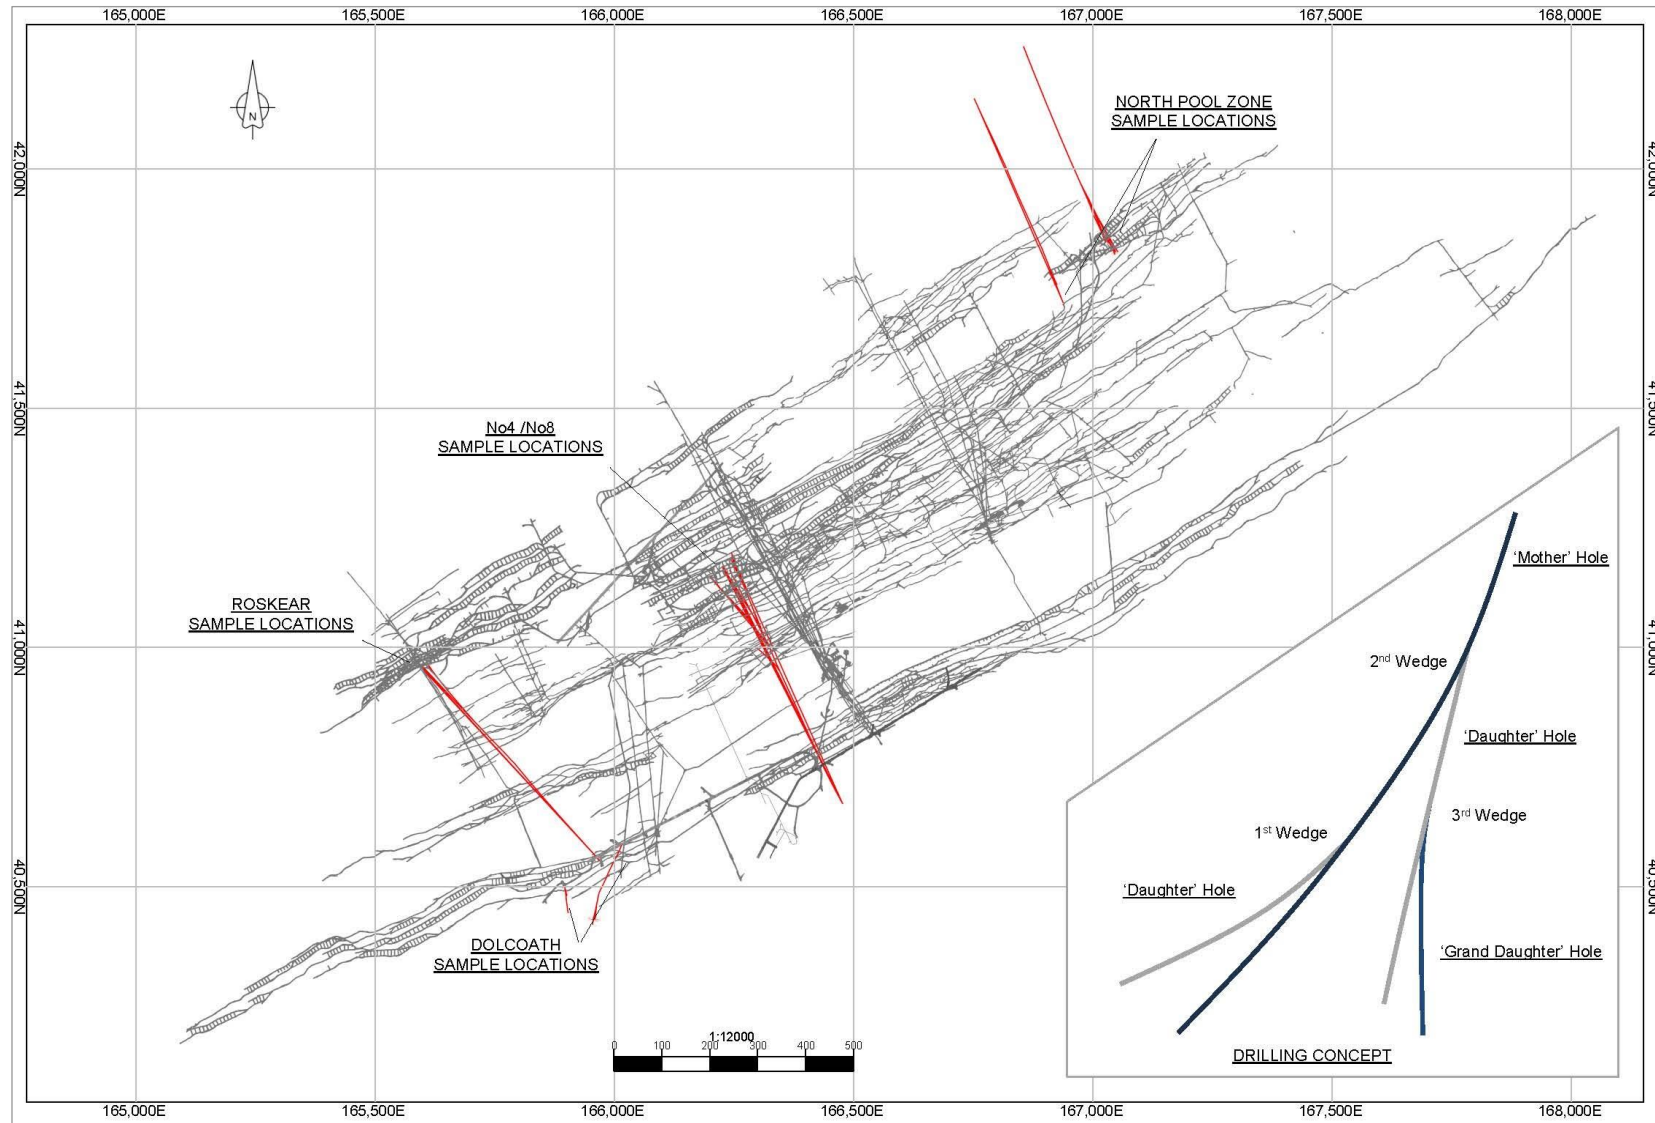 165,000E 165,500E 166,000E 166,500E 167,000E 167,500E 168,000E
N
NORTH POOL ZONE
SAMPLE LOCATIONS
42,000N 42,000N
41,500N 41,500N
No4 /No8
SAMPLE LOCATIONS
ROSKEAR
SAMPLE LOCATIONS
41,000N 41,000N
40,500N 40,500N
DOLCOATH
SAMPLE LOCATIONS
1:12000
0 100 200 300 400 500
'Mother' Hole
2nd Wedge
'Daughter' Hole
3rd Wedge
1st Wedge
'Daughter' Hole
'Grand Daughter' Hole
DRILLING CONCEPT
165,000E 165,500E 166,000E 166,500E 167,000E 167,500E 168,000E